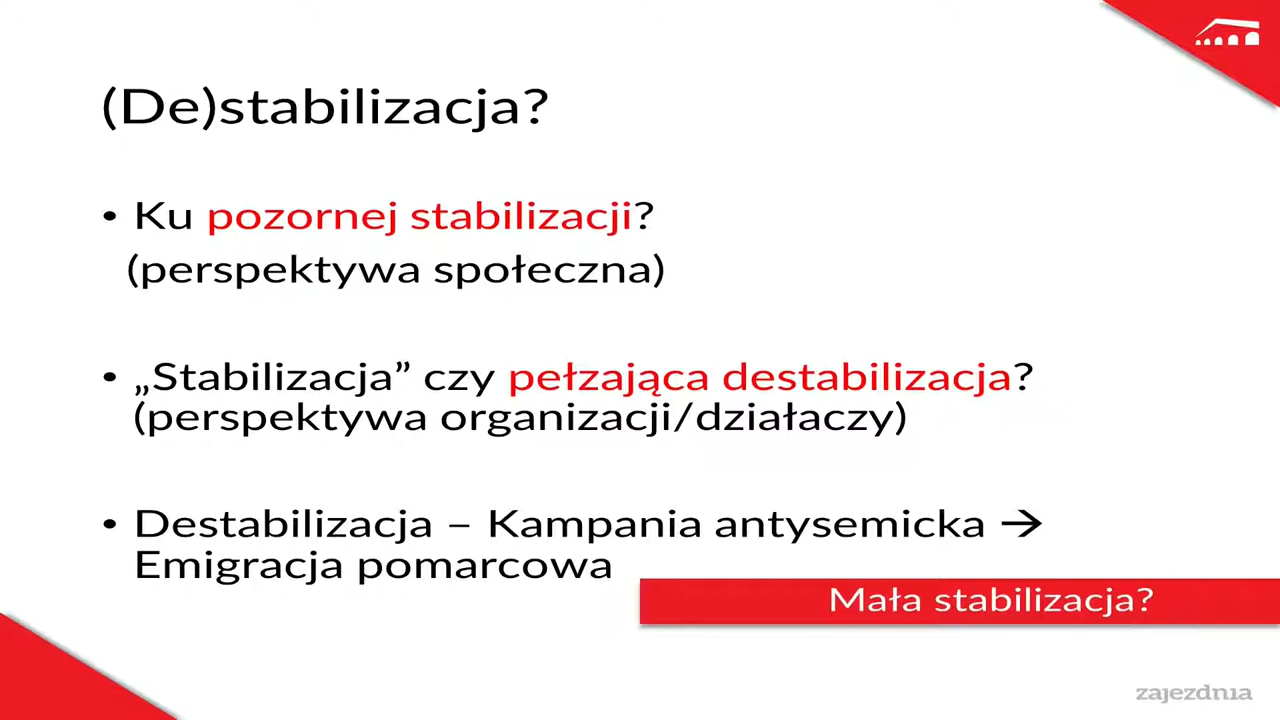 (De)stabilizacja?
• Ku pozornej stabilizacji?
(perspektywa społeczna)
• „Stabilizacja” czy pełzająca destabilizacja?
(perspektywa organizacji/działaczy)
• Destabilizacja – Kampania antysemicka →
Emigracja pomarcowa
Mała stabilizacja?
zajezdnia